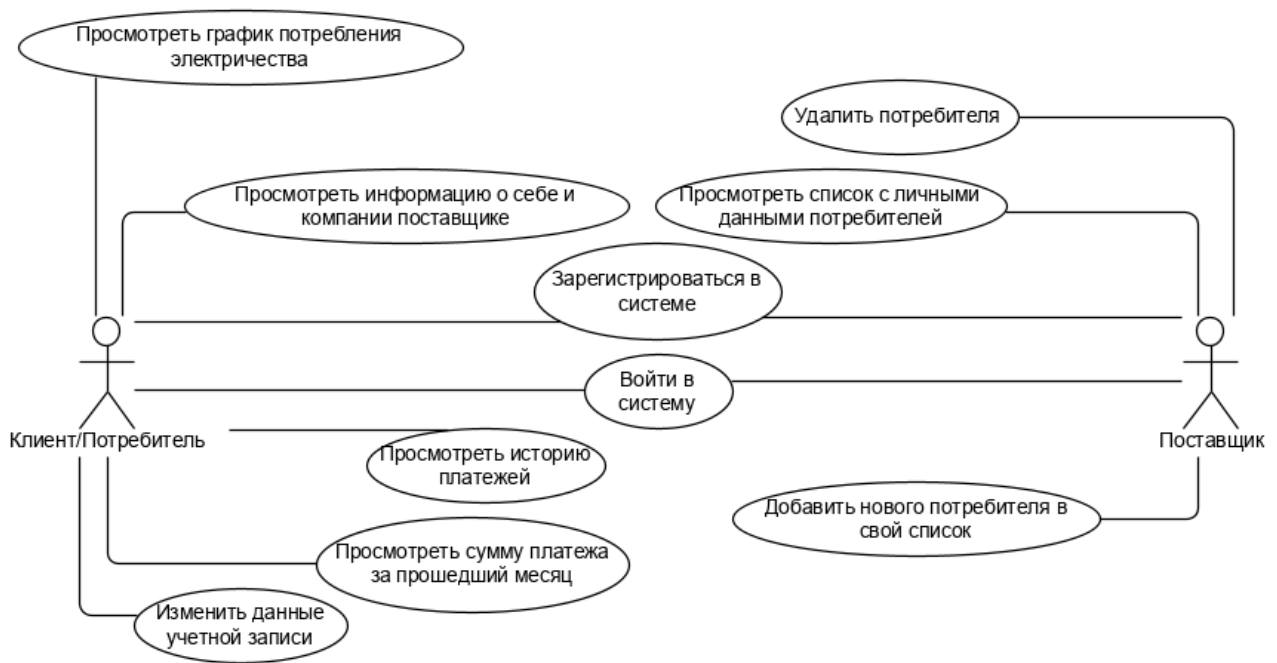 Просмотреть график потребления
электричества
Удалить потребителя
Просмотреть информацию о себе и
компании поставщике
Просмотреть список с личными
данными потребителей
Зарегистрироваться в
системе
Войти в
систему
Клиент/Потребитель
Поставщик
Просмотреть историю
платежей
Добавить нового потребителя в
свой список
Просмотреть сумму платежа
за прошедший месяц
Изменить данные
учетной записи